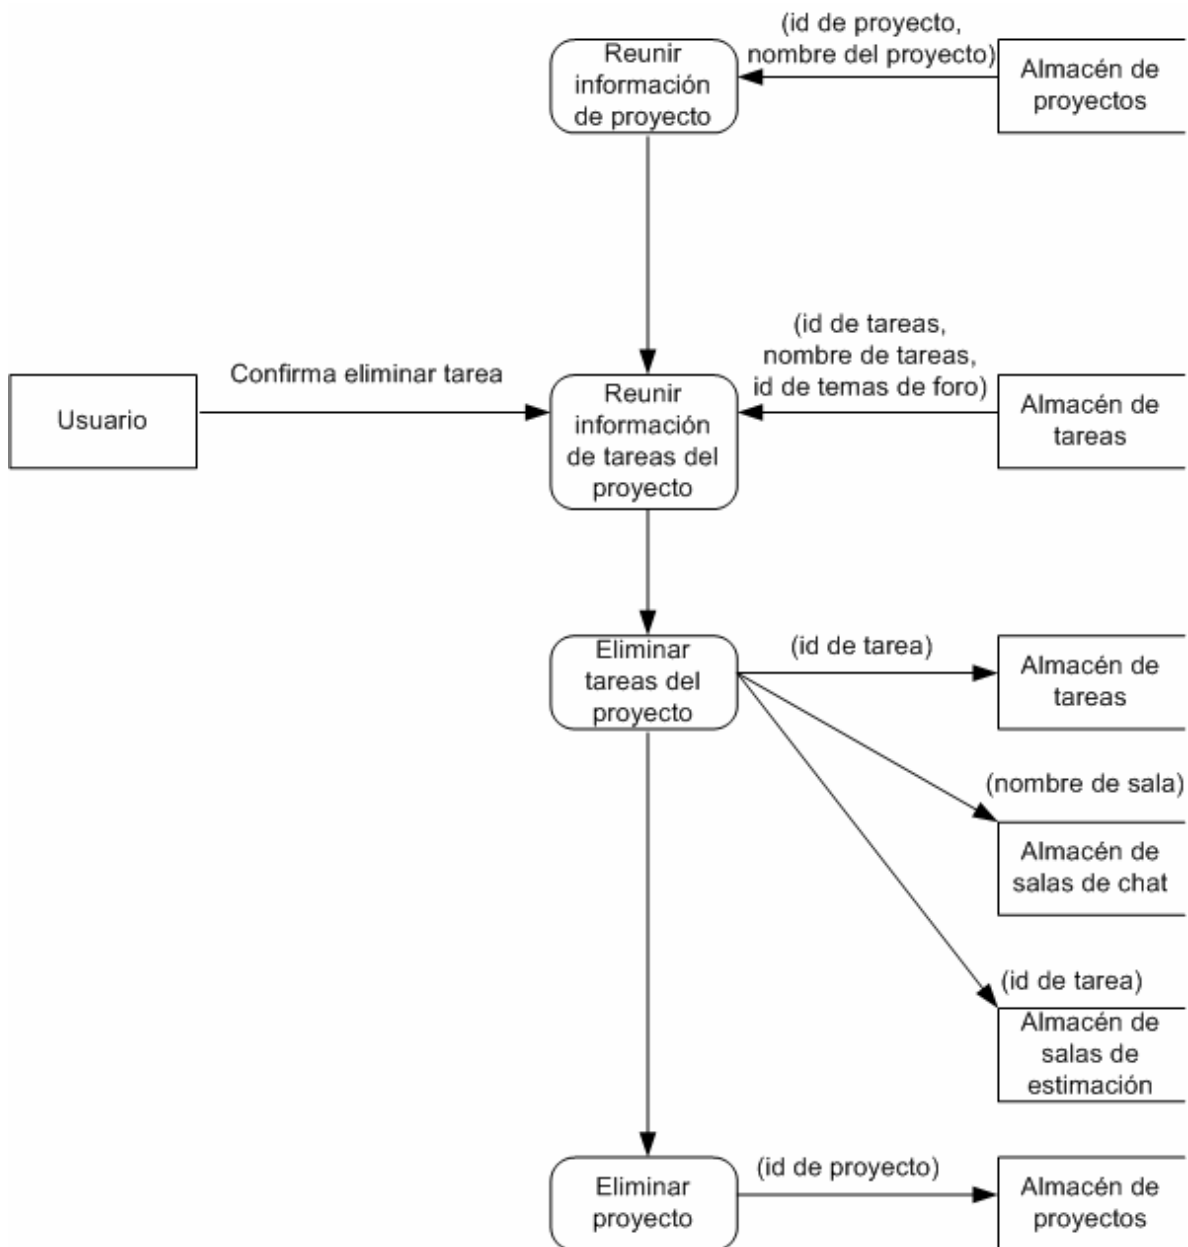 (id de proyecto,
nombre del proyecto)
Reunir
información
de proyecto
Almacén de
proyectos
(id de tareas,
nombre de tareas,
id de temas de foro)
Confirma eliminar tarea
Usuario
Reunir
información
de tareas del
proyecto
Almacén de
tareas
Eliminar
tareas del
proyecto
(id de tarea)
Almacén de
tareas
(nombre de sala)
Almacén de
salas de chat
(id de tarea)
Almacén de
salas de
estimación
Eliminar
proyecto
(id de proyecto)
Almacén de
proyectos